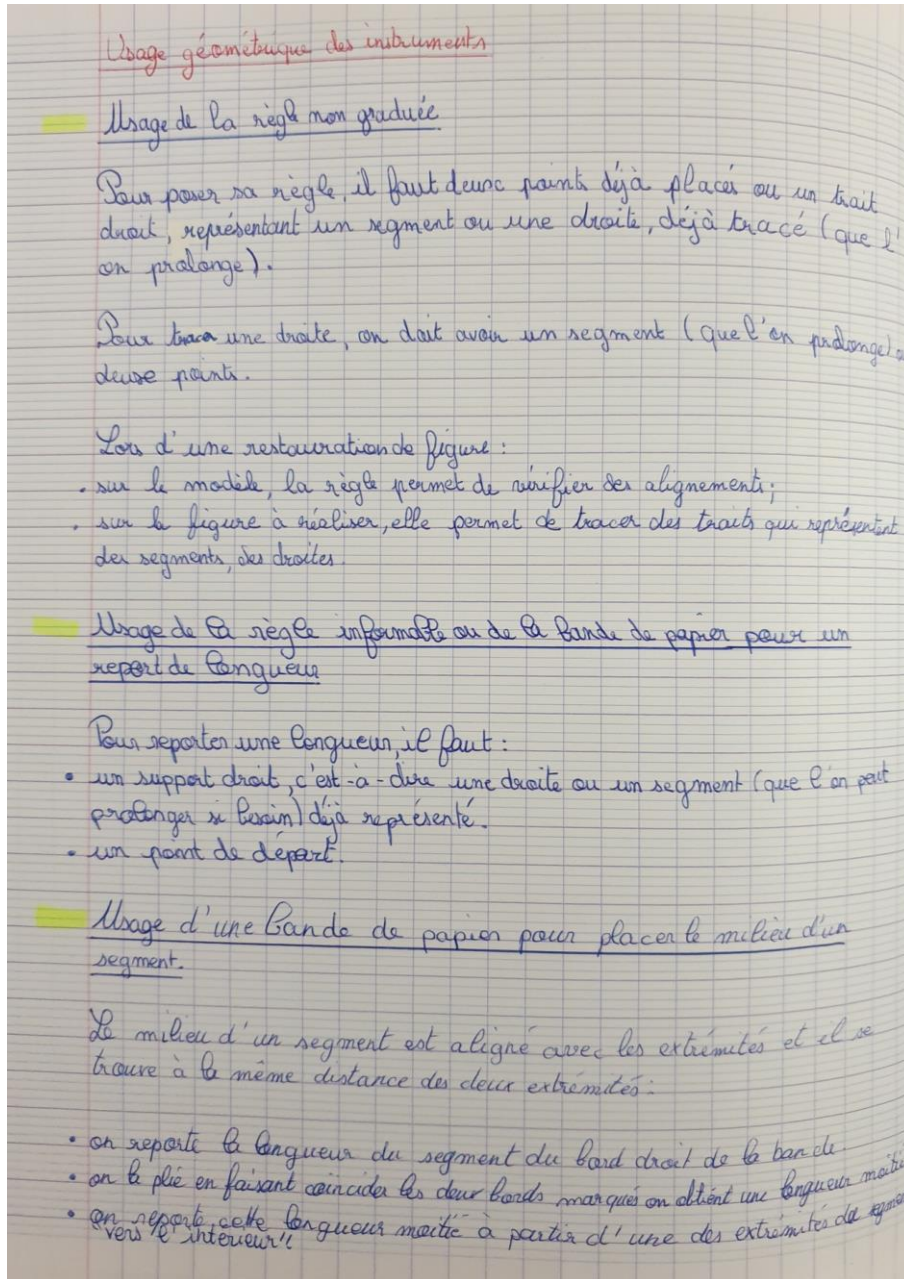 Usage géométrique des instruments
Usage de la règle non graduée
Pour poser sa règle, il faut deux points déjà placés ou un trait
droit, représentant un segment ou une droite, déjà tracé (que l'
on prolonge).
Pour tracer une droite, on doit avoir un segment (que l'on prolonge)
deux points.
Lors d'une restauration de figure :
• sur le modèle, la règle permet de vérifier des alignements ;
• sur la figure à réaliser, elle permet de tracer des traits qui représentent
des segments, des droites.
Usage de la règle informable ou de la bande de papier pour un
report de longueur
Pour reporter une longueur, il faut :
• un support droit, c'est-à-dire une droite ou un segment (que l'on peut
prolonger si besoin) déjà représenté.
• un point de départ.
Usage d'une bande de papier pour placer le milieu d'un
segment.
Le milieu d'un segment est aligné avec les extrémités et il se
trouve à la même distance des deux extrémités.
• on reporte la longueur du segment du bord droit de la bande.
• on la plie en faisant coincider les deux bords marqués on obtient une longueur moitié
• on reporte cette longueur moitié à partir d'une des extrémités du
vers l'intérieur